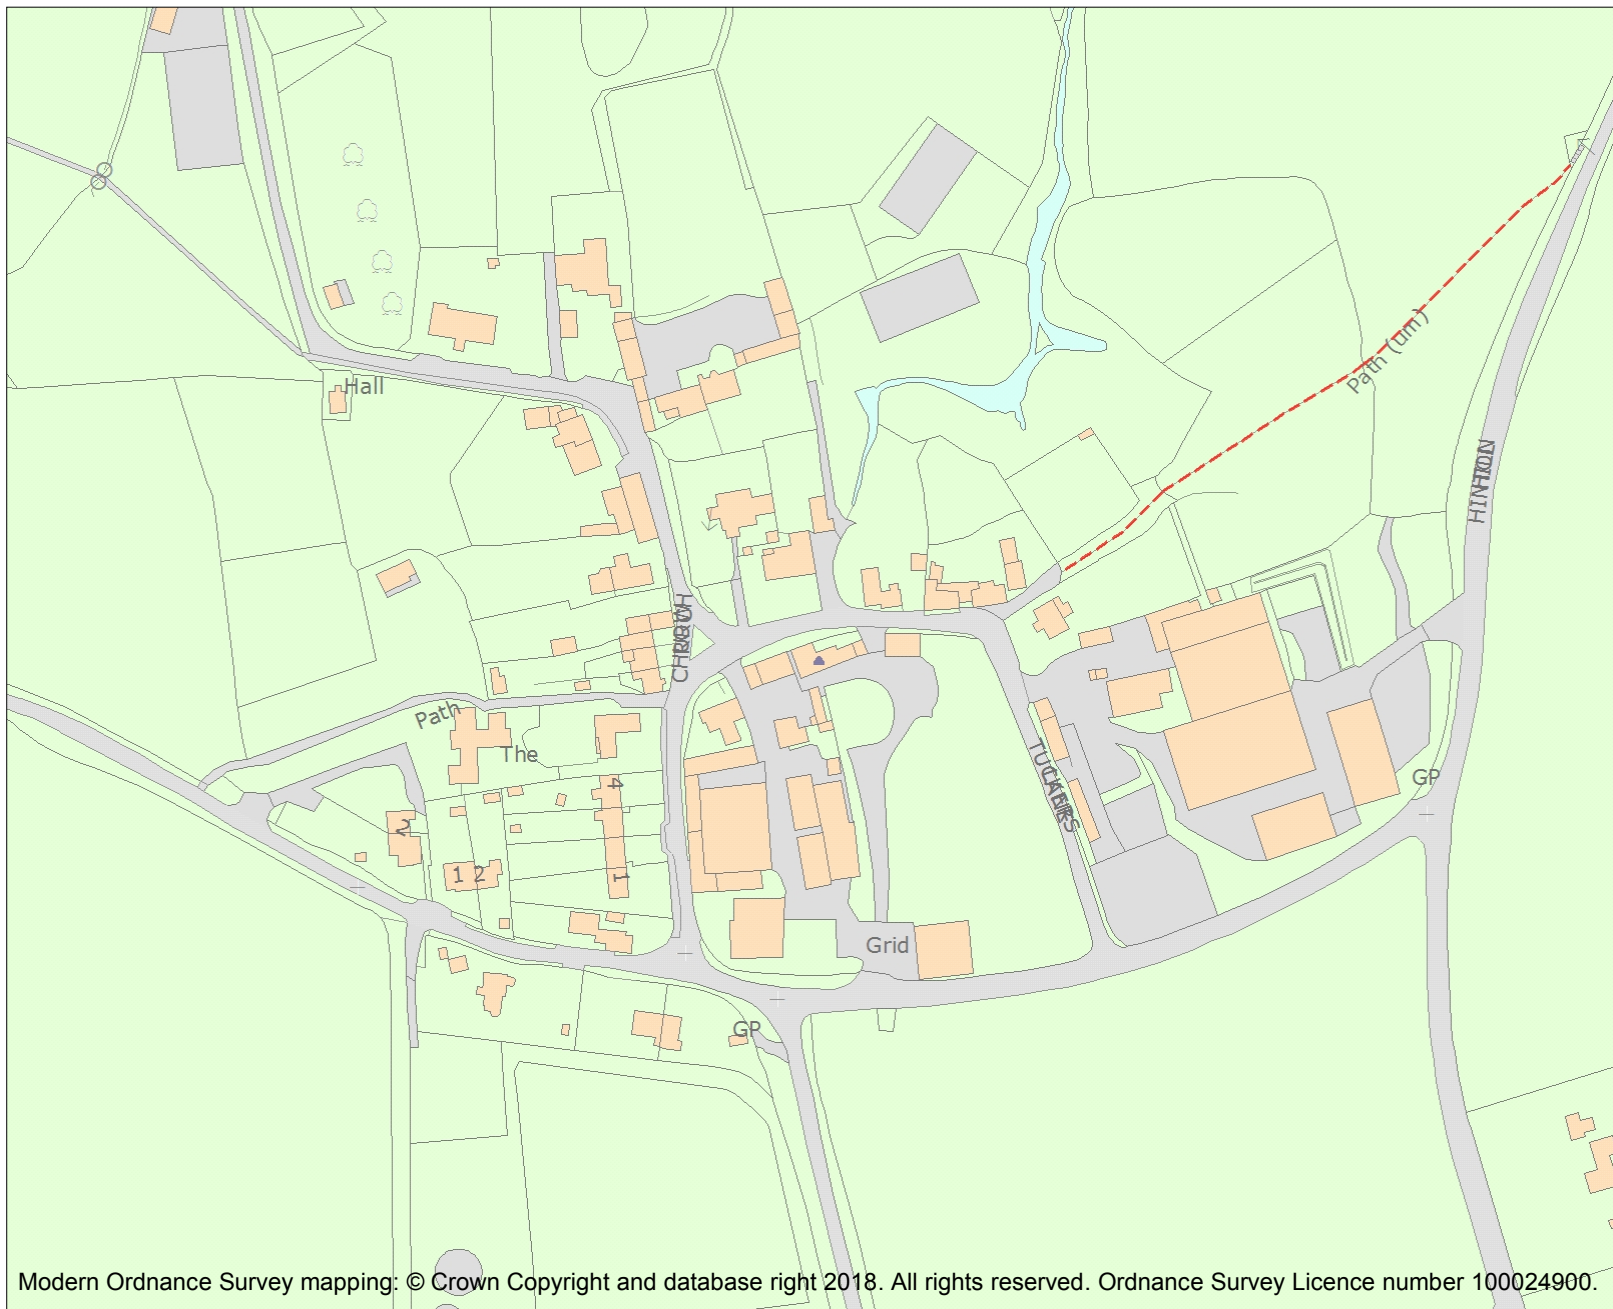 Hall
Path (um)
Path
The
4
2
1 2
1
TUCKERS
Grid
GP
GP
Modern Ordnance Survey mapping: © Crown Copyright and database right 2018. All rights reserved. Ordnance Survey Licence number 100024900.